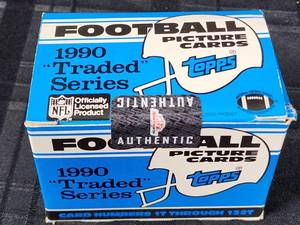 FOOTBALL
PICTURE
CARDS
1990
"Traded"
Series
topps
NFL
Officially
Licensed
Product
AUTHENTIC
AUTHENTIC
FOOTBALL
PICTURE
CARDS
1990
"Traded"
Series
topps
CARD NUMBERS 1T THROUGH 132T